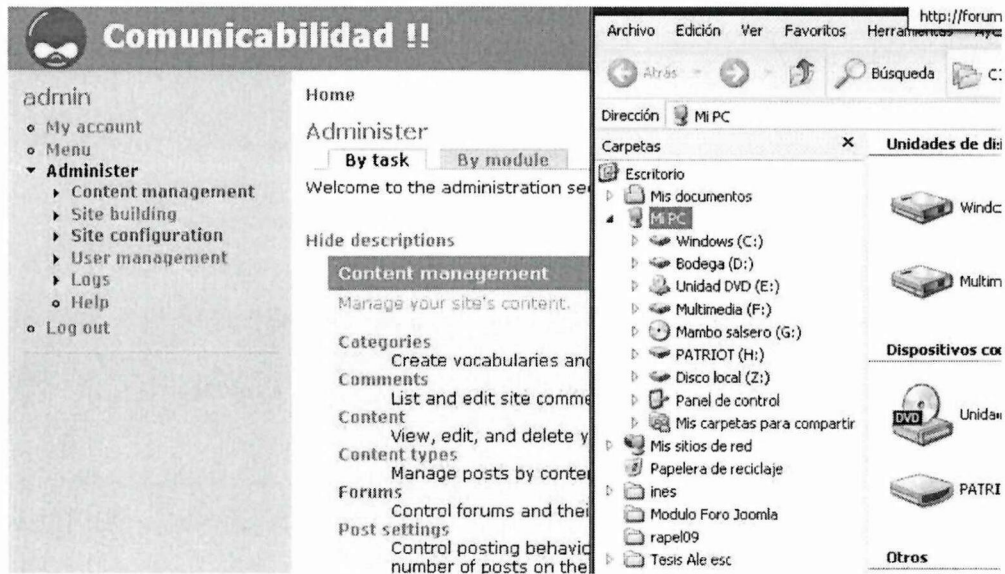 Comunicabilidad !!
admin
My account
Menu
Administer
Content management
Site building
Site configuration
User management
Logs
Help
Log out
Home
Administer
By task By module
Welcome to the administration se
Hide descriptions
Content management
Manage your site's content.
Categories
Create vocabularies and
Comments
List and edit site comme
Content
View, edit, and delete y
Content types
Manage posts by conte
Forums
Control forums and thei
Post settings
Control posting behavio
number of posts on the
http://forum
Archivo Edición Ver Favoritos Herramientas
Atrás Búsqueda C:
Dirección Mi PC
Carpetas x
Escritorio
Mis documentos
Mi PC
Windows (C:)
Bodega (D:)
Unidad DVD (E:)
Multimedia (F:)
Mambo salsero (G:)
PATRIOT (H:)
Disco local (Z:)
Panel de control
Mis carpetas para compartir
Mis sitios de red
Papelera de reciclaje
ines
Modulo Foro Joomla
rapel09
Tesis Ale esc
Unidades de di
Windo
Multim
Dispositivos co
DVD
Unida
PATRI
Otros